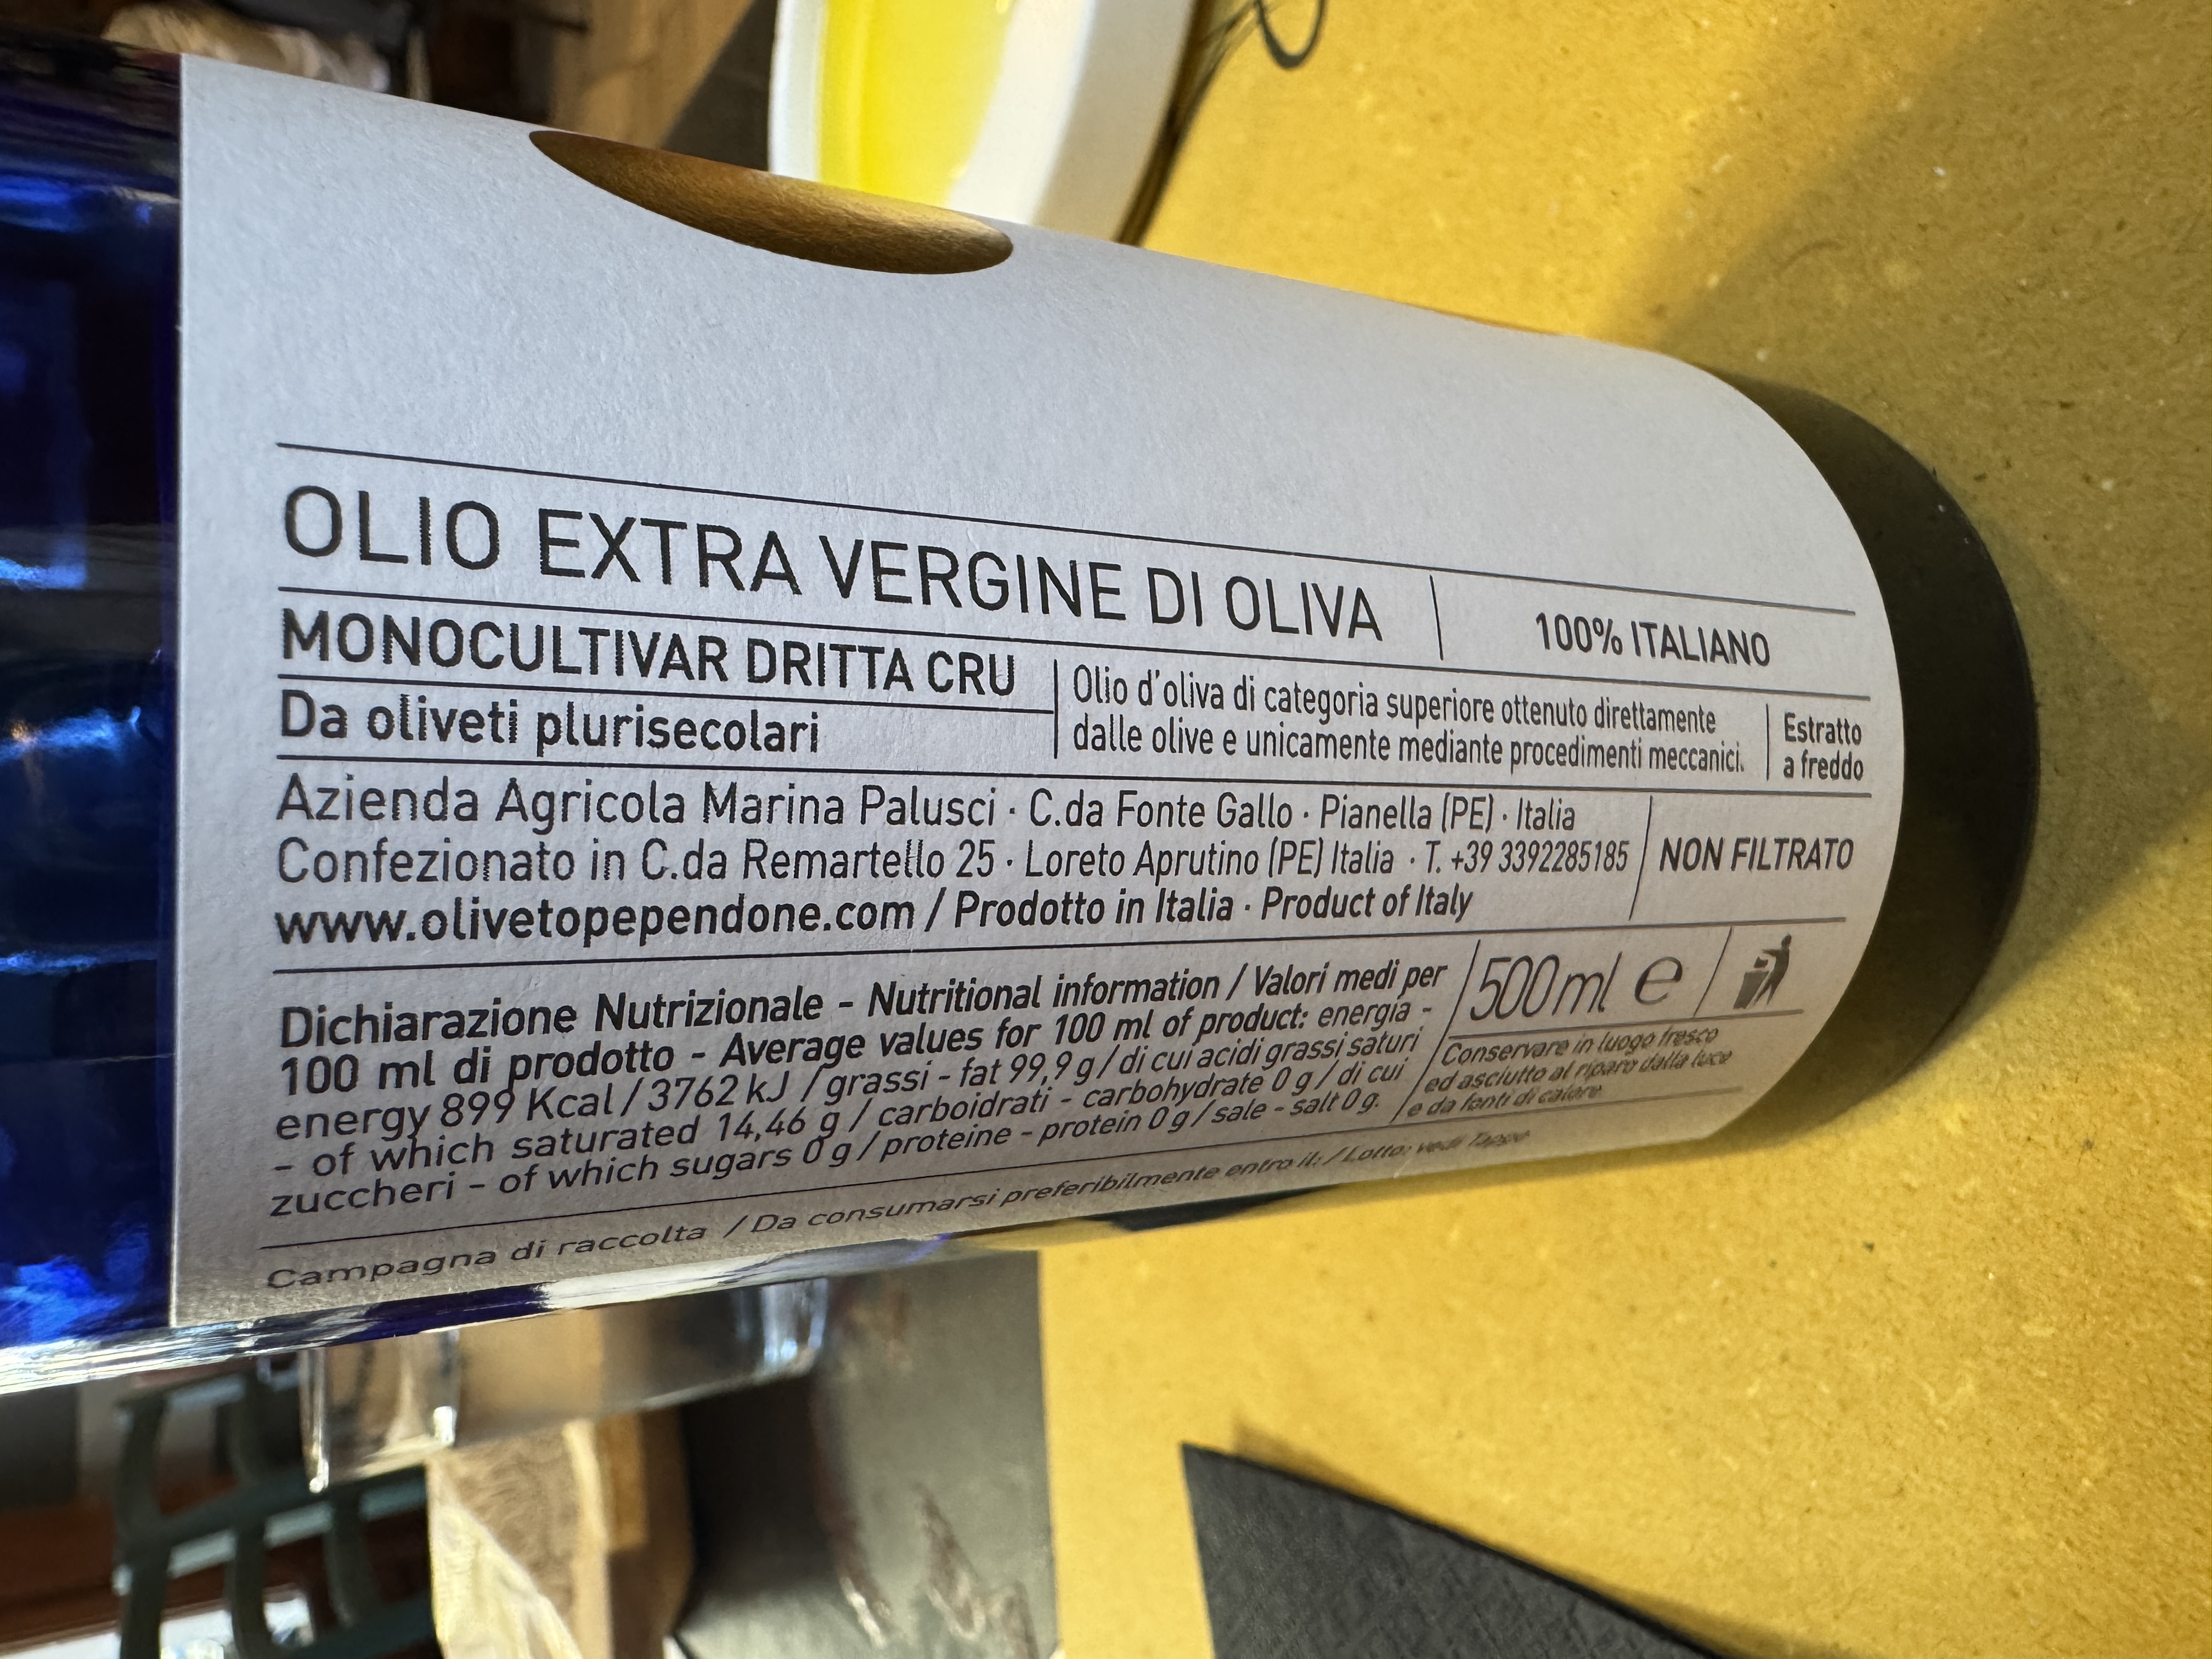 OLIO EXTRA VERGINE DI OLIVA
100% ITALIANO
MONOCULTIVAR DRITTA CRU
Da oliveti plurisecolari
Olio d'oliva di categoria superiore ottenuto direttamente
dalle olive e unicamente mediante procedimenti meccanici.
Estratto
a freddo
Azienda Agricola Marina Palusci · C.da Fonte Gallo · Pianella (PE) · Italia
Confezionato in C.da Remartello 25 · Loreto Aprutino (PE) Italia · T. +39 3392285185
www.olivetopependone.com / Prodotto in Italia · Product of Italy
NON FILTRATO
Dichiarazione Nutrizionale - Nutritional information / Valori medi per
100 ml di prodotto - Average values for 100 ml of product: energia -
energy 899 Kcal / 3762 kJ / grassi - fat 99,9 g / di cui acidi grassi saturi
- of which saturated 14,46 g / carboidrati - carbohydrate 0 g / di cui
zuccheri - of which sugars 0 g / proteine - protein 0 g / sale - salt 0 g.
500 ml e
Conservare in luogo fresco
ed asciutto al riparo dalla luce
e da fonti di calore.
Campagna di raccolta / Da consumarsi preferibilmente entro il: / Lotto: vedi Tappo